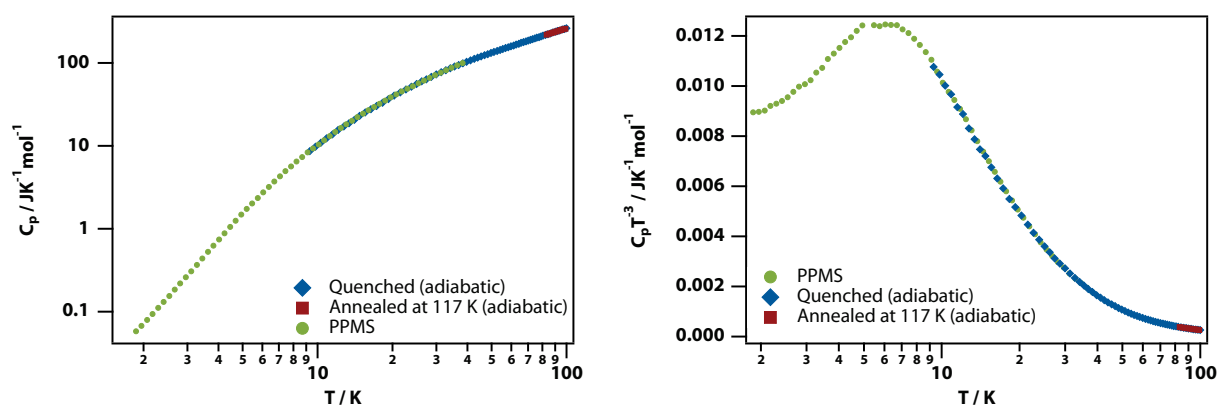 C_p / JK^-1 mol^-1
100
10
1
0.1
2 3 4 5 6 7 8 9 10 2 3 4 5 6 7 8 9 100
T / K
Quenched (adiabatic)
Annealed at 117 K (adiabatic)
PPMS
C_pT^-3 / JK^-1 mol^-1
0.012
0.010
0.008
0.006
0.004
0.002
0.000
2 3 4 5 6 7 8 9 10 2 3 4 5 6 7 8 9 100
T / K
PPMS
Quenched (adiabatic)
Annealed at 117 K (adiabatic)